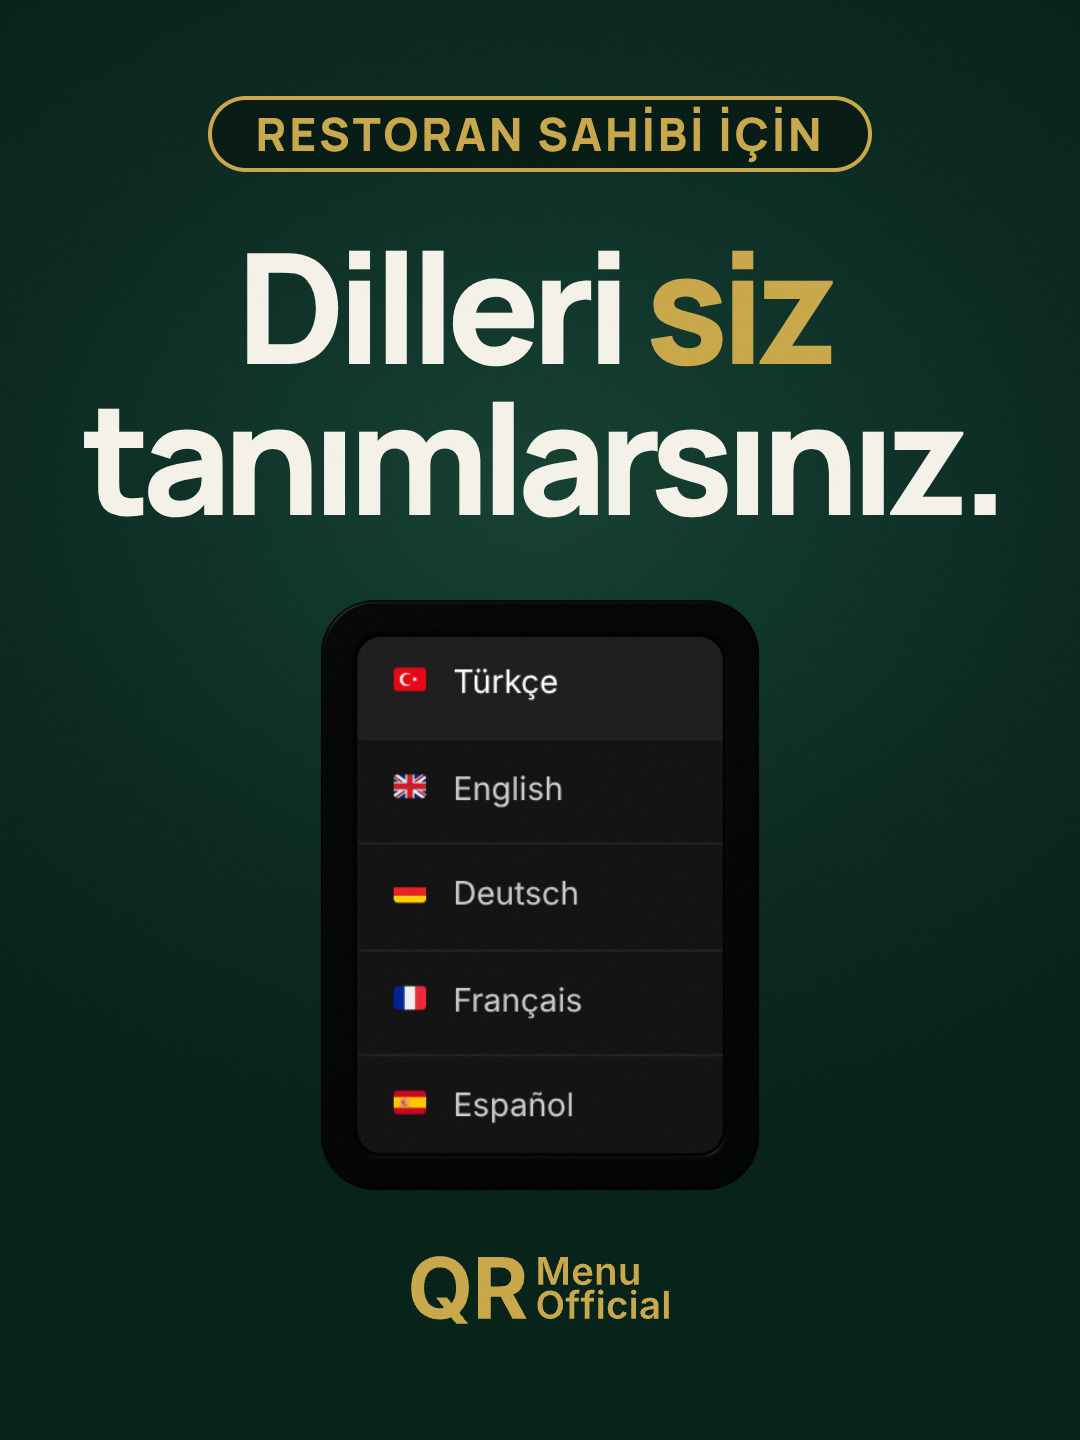 RESTORAN SAHİBİ İÇİN
Dilleri siz
tanımlarsınız.
Türkçe
English
Deutsch
Français
Español
QR Menu
Official